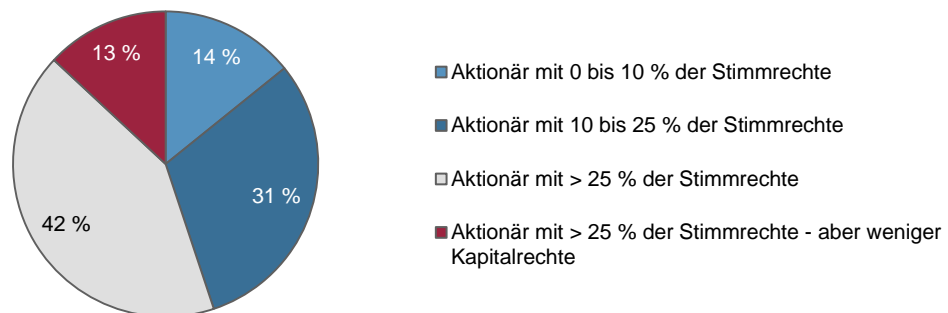 13 %
14 %
31 %
42 %
Aktionär mit 0 bis 10 % der Stimmrechte
Aktionär mit 10 bis 25 % der Stimmrechte
Aktionär mit > 25 % der Stimmrechte
Aktionär mit > 25 % der Stimmrechte - aber weniger
Kapitalrechte